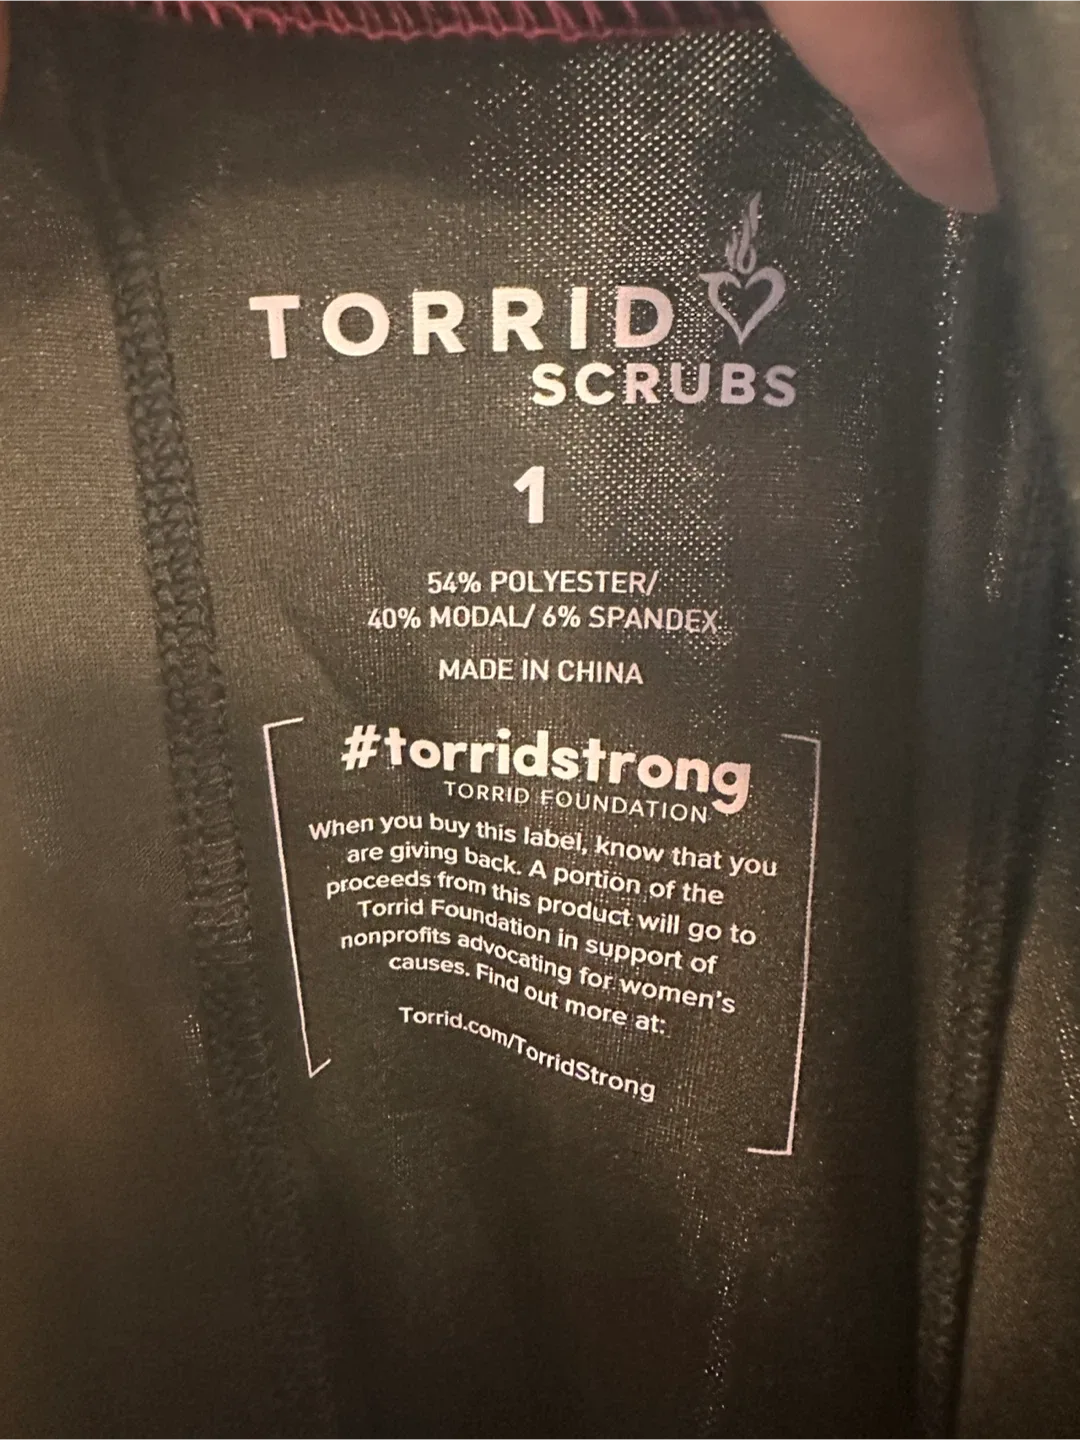 TORRID
SCRUBS
1
54% POLYESTER/
40% MODAL/ 6% SPANDEX
MADE IN CHINA
#torridstrong
TORRID FOUNDATION
When you buy this label, know that you
are giving back. A portion of the
proceeds from this product will go to
Torrid Foundation in support of
nonprofits advocating for women's
causes. Find out more at:
Torrid.com/TorridStrong